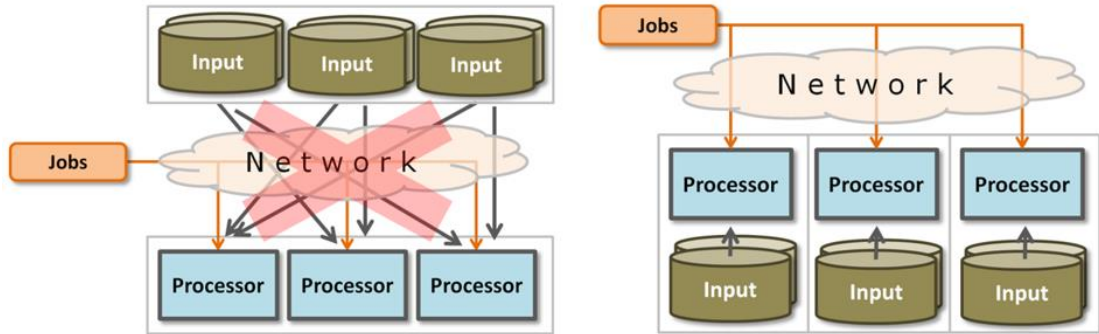 Input Input Input
Jobs
Network
Processor Processor Processor
Jobs
Network
Processor Processor Processor
Input Input Input